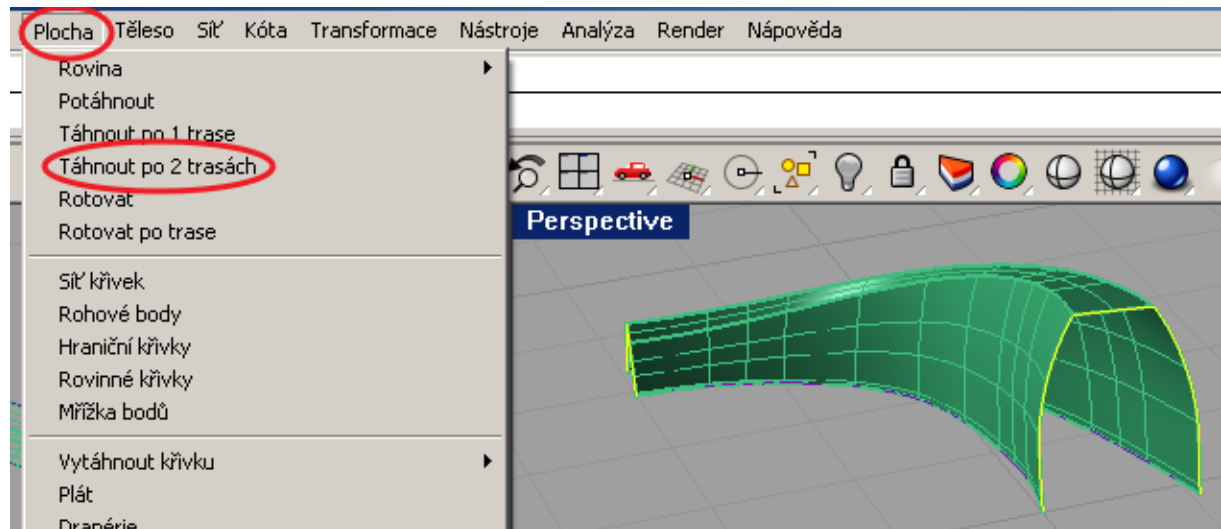 Plocha Těleso Síť Kóta Transformace Nástroje Analýza Render Nápověda
Rovina
Potáhnout
Táhnout po 1 trase
Táhnout po 2 trasách
Rotovat
Rotovat po trase
Síť křivek
Rohové body
Hraniční křivky
Rovinné křivky
Mřížka bodů
Vytáhnout křivku
Plát
Drapérie
Perspective